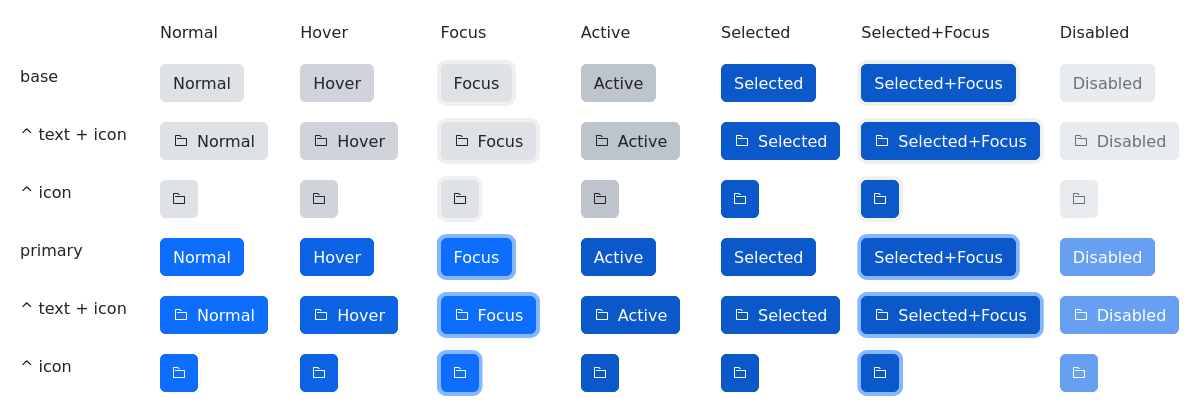 Normal Hover Focus Active Selected Selected+Focus Disabled
base Normal Hover Focus Active Selected Selected+Focus Disabled
^ text + icon Normal Hover Focus Active Selected Selected+Focus Disabled
^ icon
primary Normal Hover Focus Active Selected Selected+Focus Disabled
^ text + icon Normal Hover Focus Active Selected Selected+Focus Disabled
^ icon